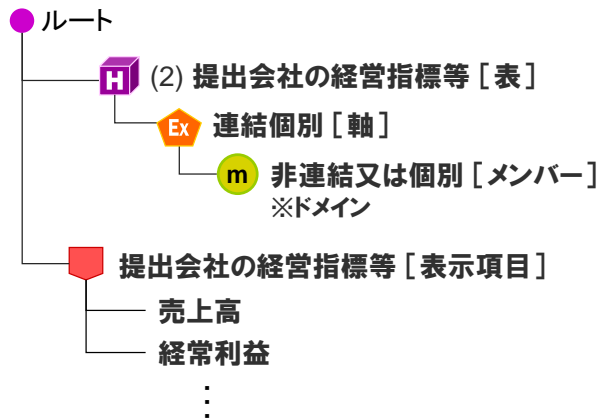 ルート
H (2) 提出会社の経営指標等［表］
Ex 連結個別［軸］
m 非連結又は個別［メンバー］
※ドメイン
提出会社の経営指標等［表示項目］
売上高
経常利益
⋮